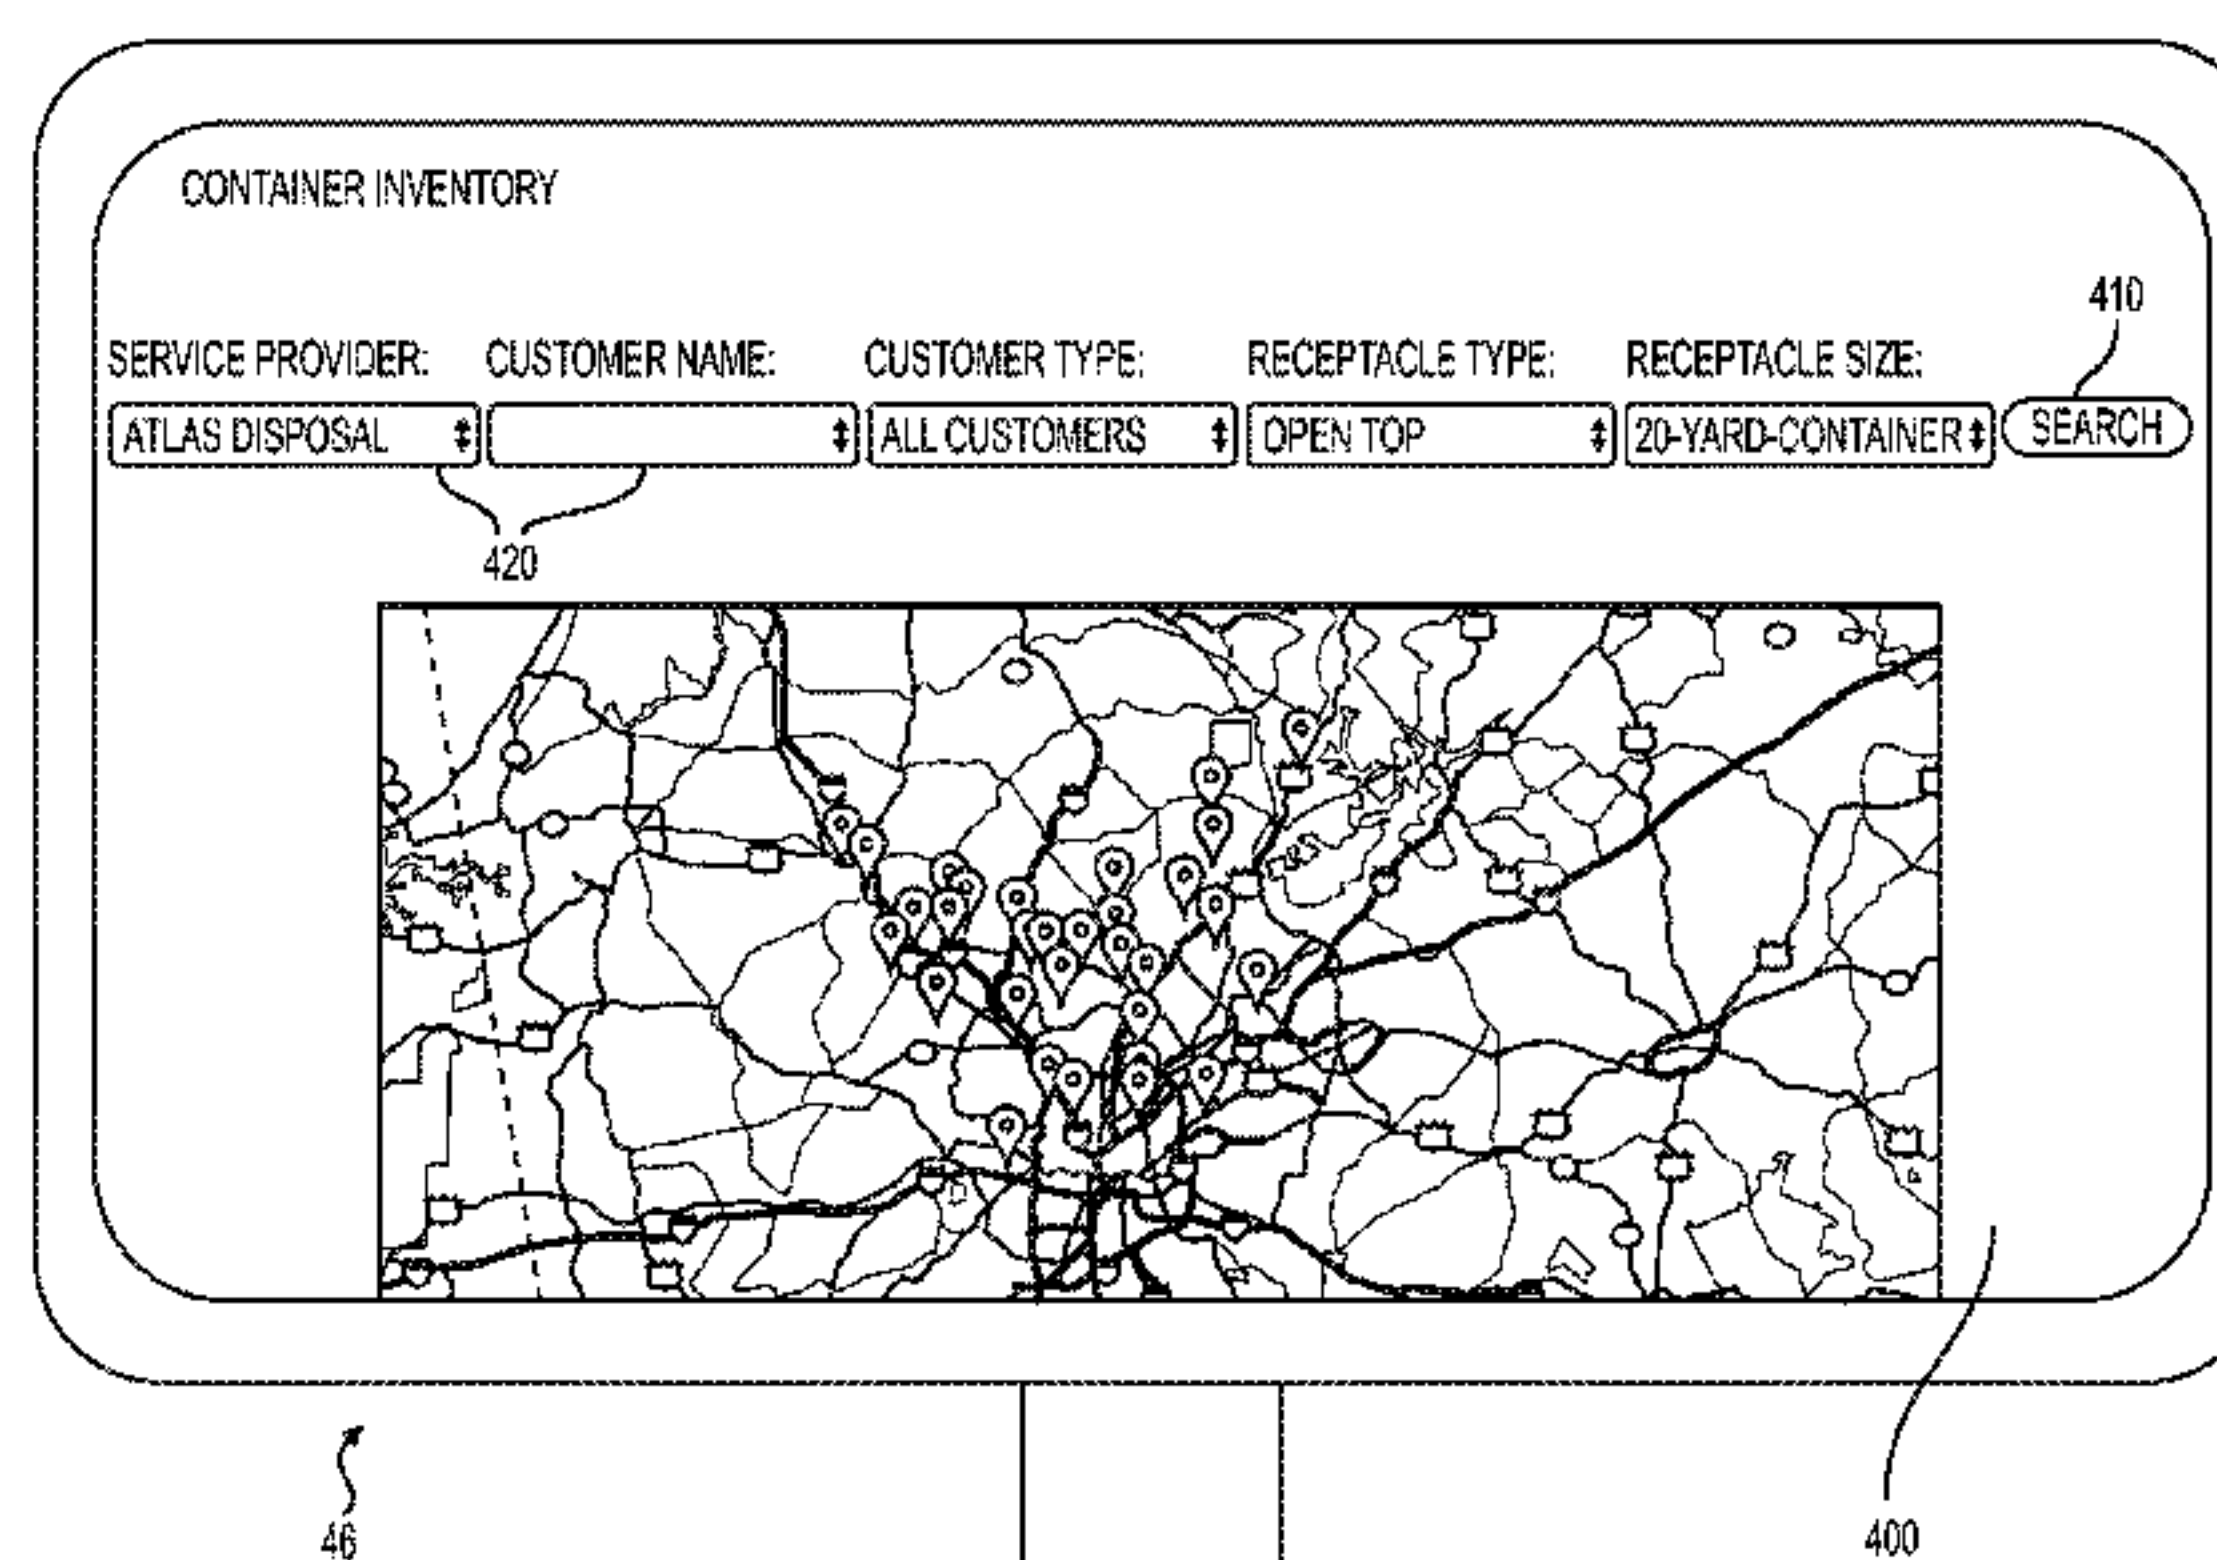 CONTAINER INVENTORY
410
SERVICE PROVIDER: CUSTOMER NAME: CUSTOMER TYPE: RECEPTACLE TYPE: RECEPTACLE SIZE:
ATLAS DISPOSAL ALL CUSTOMERS OPEN TOP 20-YARD-CONTAINER SEARCH
420
46 400